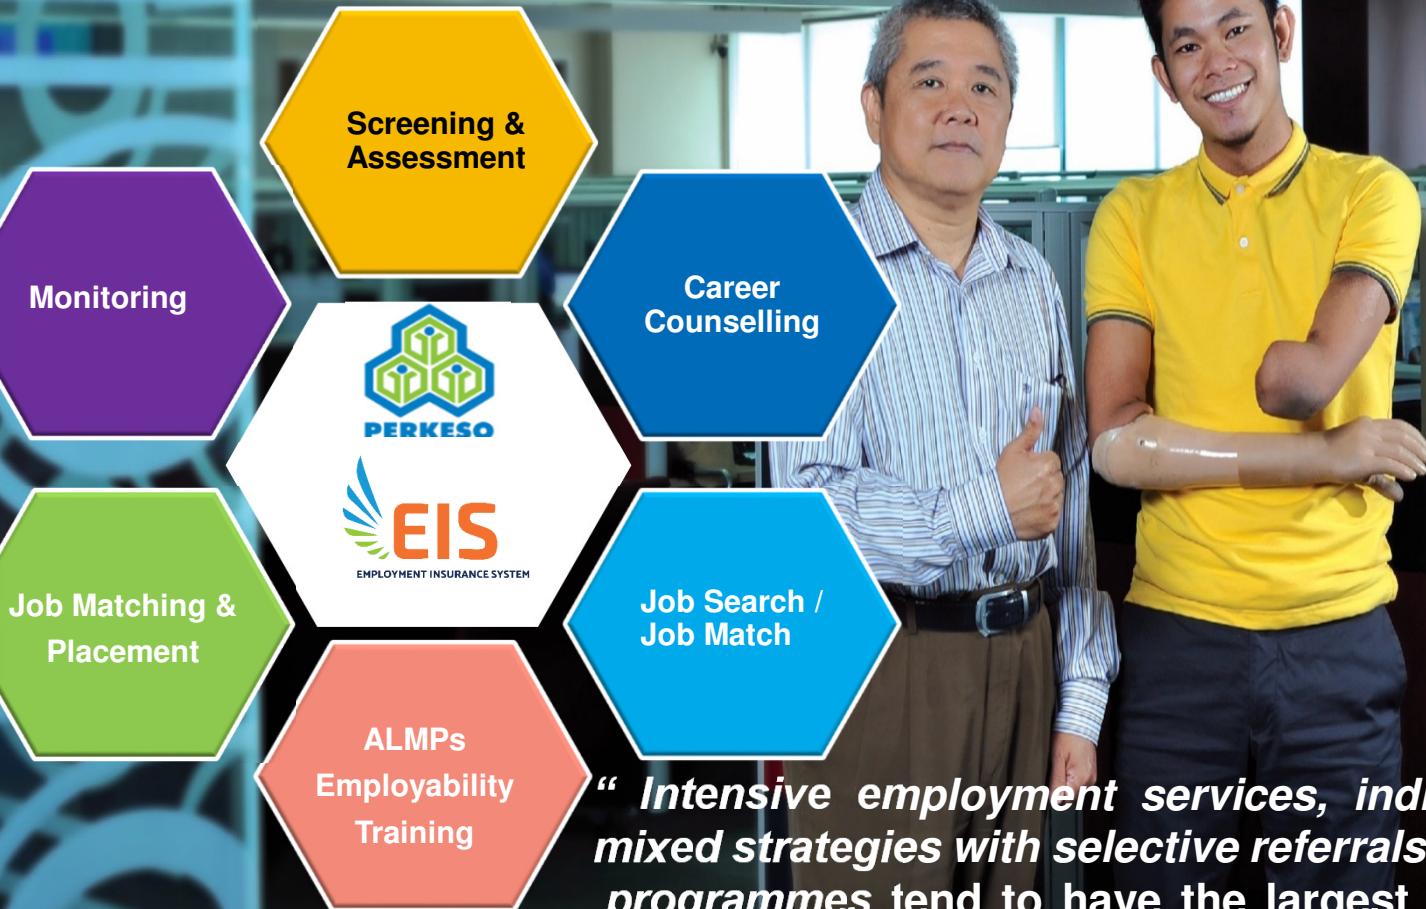 Screening &
Assessment
Monitoring
Career
Counselling
PERKESO
EIS
EMPLOYMENT INSURANCE SYSTEM
Job Matching &
Placement
Job Search /
Job Match
ALMPs
Employability
Training
“ Intensive employment services,
mixed strategies with selective referrals
programmes tend to have the largest